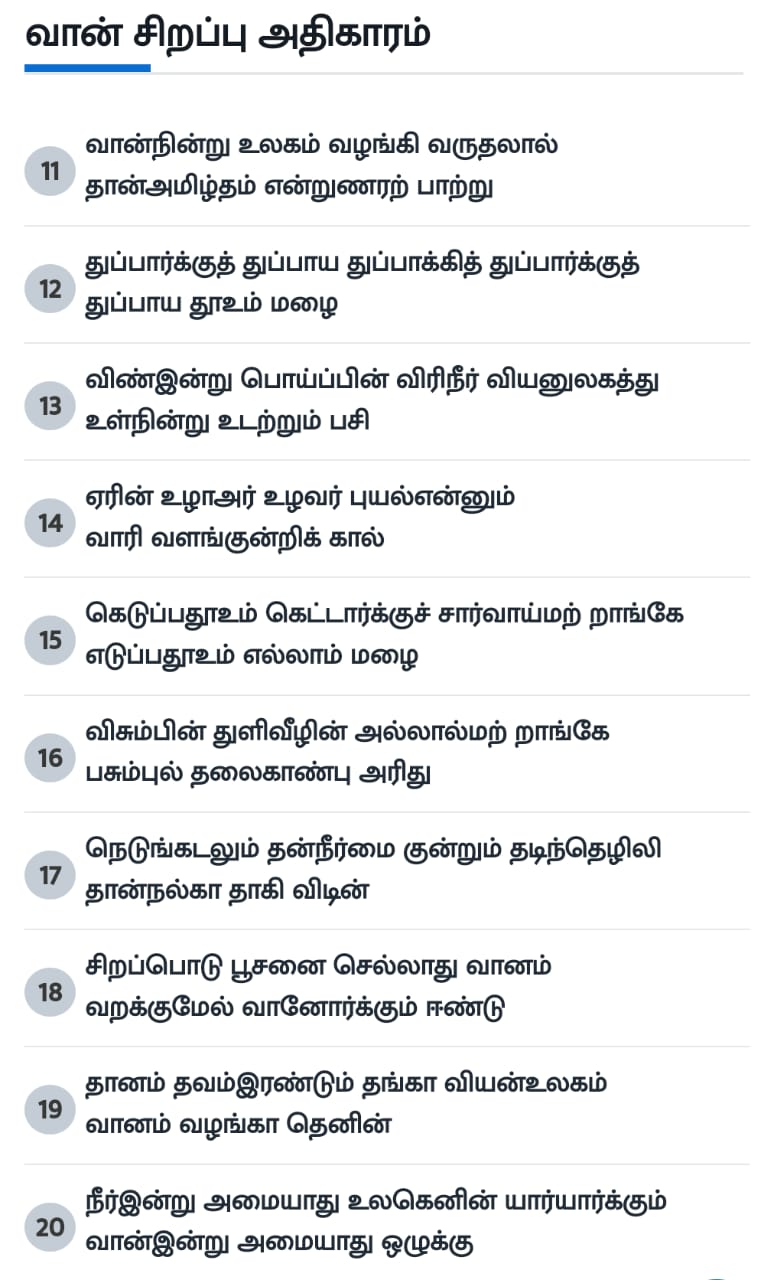 வான் சிறப்பு அதிகாரம்
11
வான்நின்று உலகம் வழங்கி வருதலால்
தான்அமிழ்தம் என்றுணரற் பாற்று
12
துப்பார்க்குத் துப்பாய துப்பாக்கித் துப்பார்க்குத்
துப்பாய தூஉம் மழை
13
விண்இன்று பொய்ப்பின் விரிநீர் வியனுலகத்து
உள்நின்று உடற்றும் பசி
14
ஏரின் உழாஅர் உழவர் புயல்என்னும்
வாரி வளங்குன்றிக் கால்
15
கெடுப்பதூஉம் கெட்டார்க்குச் சார்வாய்மற் றாங்கே
எடுப்பதூஉம் எல்லாம் மழை
16
விசும்பின் துளிவீழின் அல்லால்மற் றாங்கே
பசும்புல் தலைகாண்பு அரிது
17
நெடுங்கடலும் தன்நீர்மை குன்றும் தடிந்தெழிலி
தான்நல்கா தாகி விடின்
18
சிறப்பொடு பூசனை செல்லாது வானம்
வறக்குமேல் வானோர்க்கும் ஈண்டு
19
தானம் தவம்இரண்டும் தங்கா வியன்உலகம்
வானம் வழங்கா தெனின்
20
நீர்இன்று அமையாது உலகெனின் யார்யார்க்கும்
வான்இன்று அமையாது ஒழுக்கு